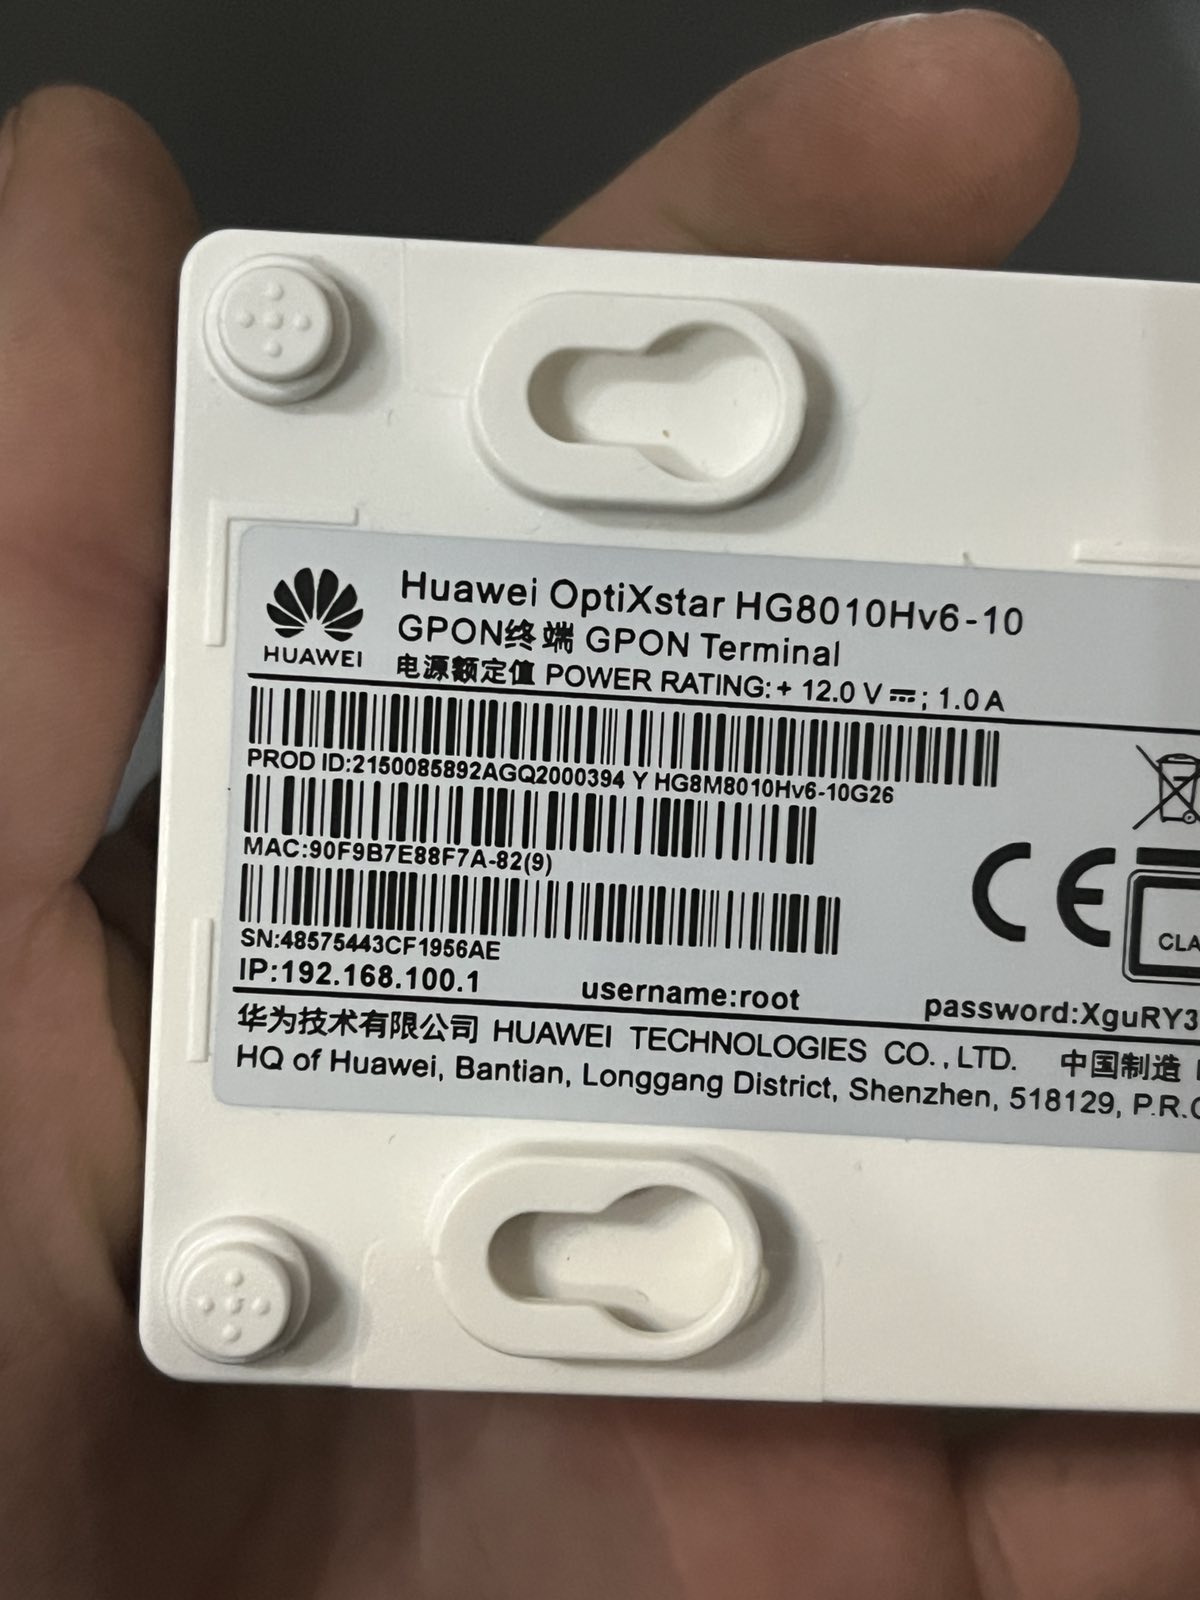 Huawei OptiXstar HG8010Hv6-10
GPON终端 GPON Terminal
HUAWEI
电源额定值 POWER RATING: + 12.0 V ⎓; 1.0 A
PROD ID:2150085892AGQ2000394 Y HG8M8010Hv6-10G26
MAC:90F9B7E88F7A-82(9)
CE
CLA
SN:48575443CF1956AE
IP:192.168.100.1 username:root password:XguRY3
华为技术有限公司 HUAWEI TECHNOLOGIES CO.,LTD. 中国制造
HQ of Huawei, Bantian, Longgang District, Shenzhen, 518129, P.R.C